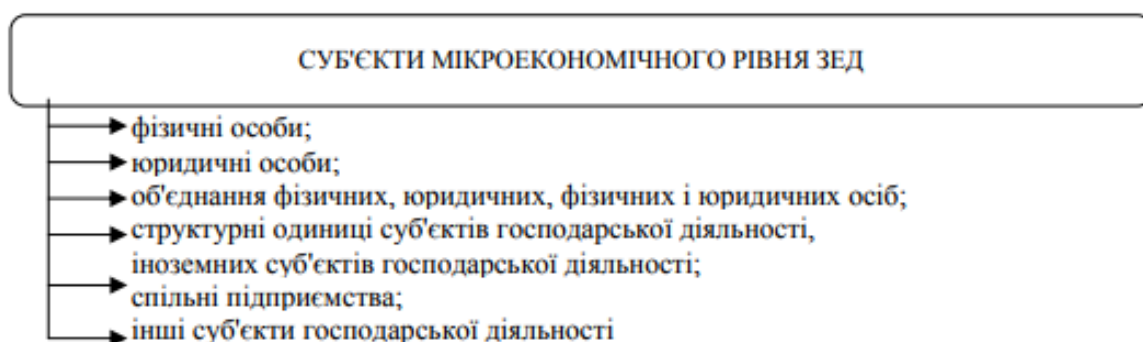 СУБ'ЄКТИ МІКРОЕКОНОМІЧНОГО РІВНЯ ЗЕД
фізичні особи;
юридичні особи;
об'єднання фізичних, юридичних, фізичних і юридичних осіб;
структурні одиниці суб'єктів господарської діяльності,
іноземних суб'єктів господарської діяльності;
спільні підприємства;
інші суб'єкти господарської діяльності